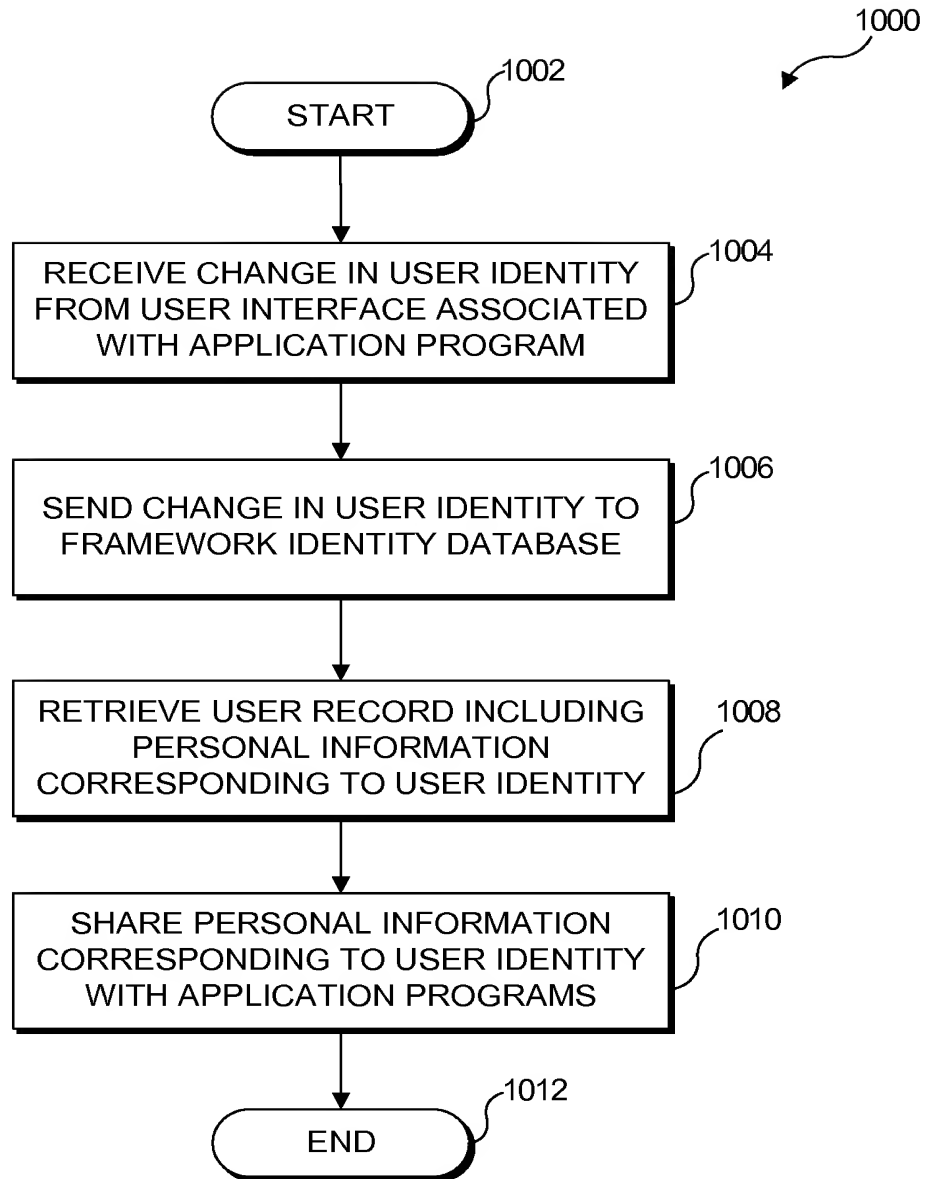 1000
1002
START
1004
RECEIVE CHANGE IN USER IDENTITY
FROM USER INTERFACE ASSOCIATED
WITH APPLICATION PROGRAM
1006
SEND CHANGE IN USER IDENTITY TO
FRAMEWORK IDENTITY DATABASE
RETRIEVE USER RECORD INCLUDING
PERSONAL INFORMATION
CORRESPONDING TO USER IDENTITY
1008
SHARE PERSONAL INFORMATION
CORRESPONDING TO USER IDENTITY
WITH APPLICATION PROGRAMS
1010
1012
END